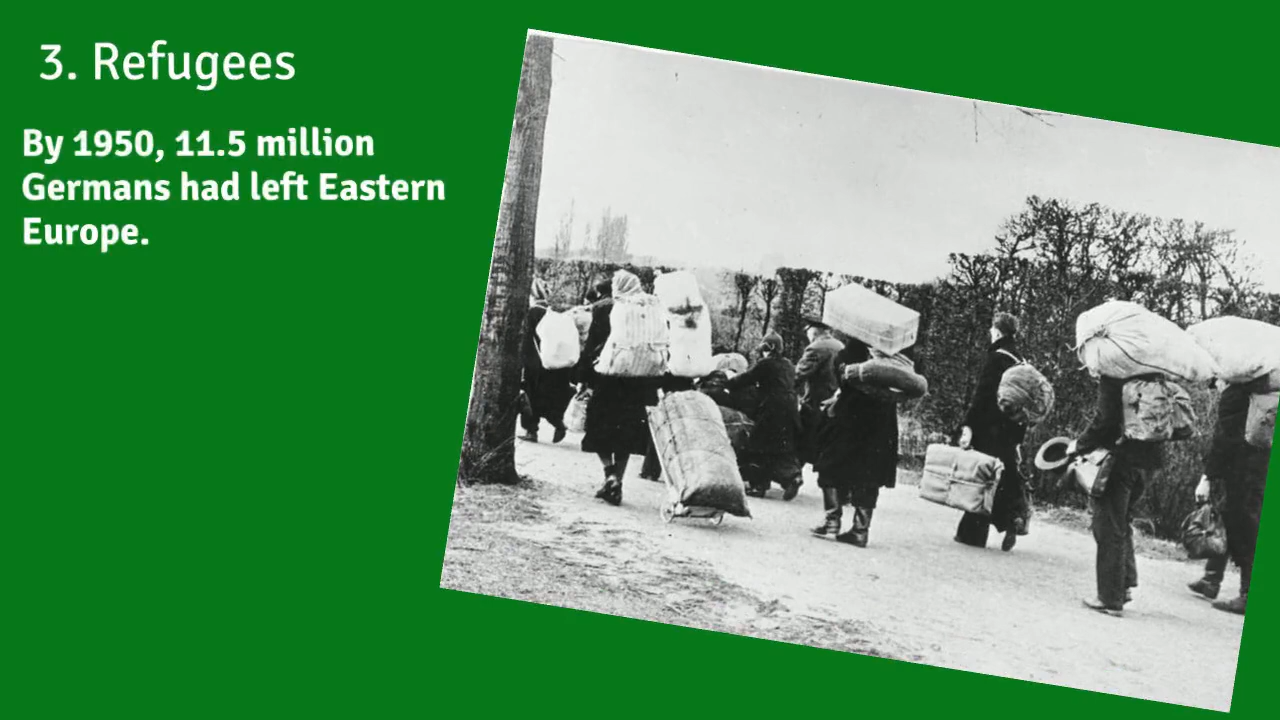 3. Refugees
By 1950, 11.5 million
Germans had left Eastern
Europe.